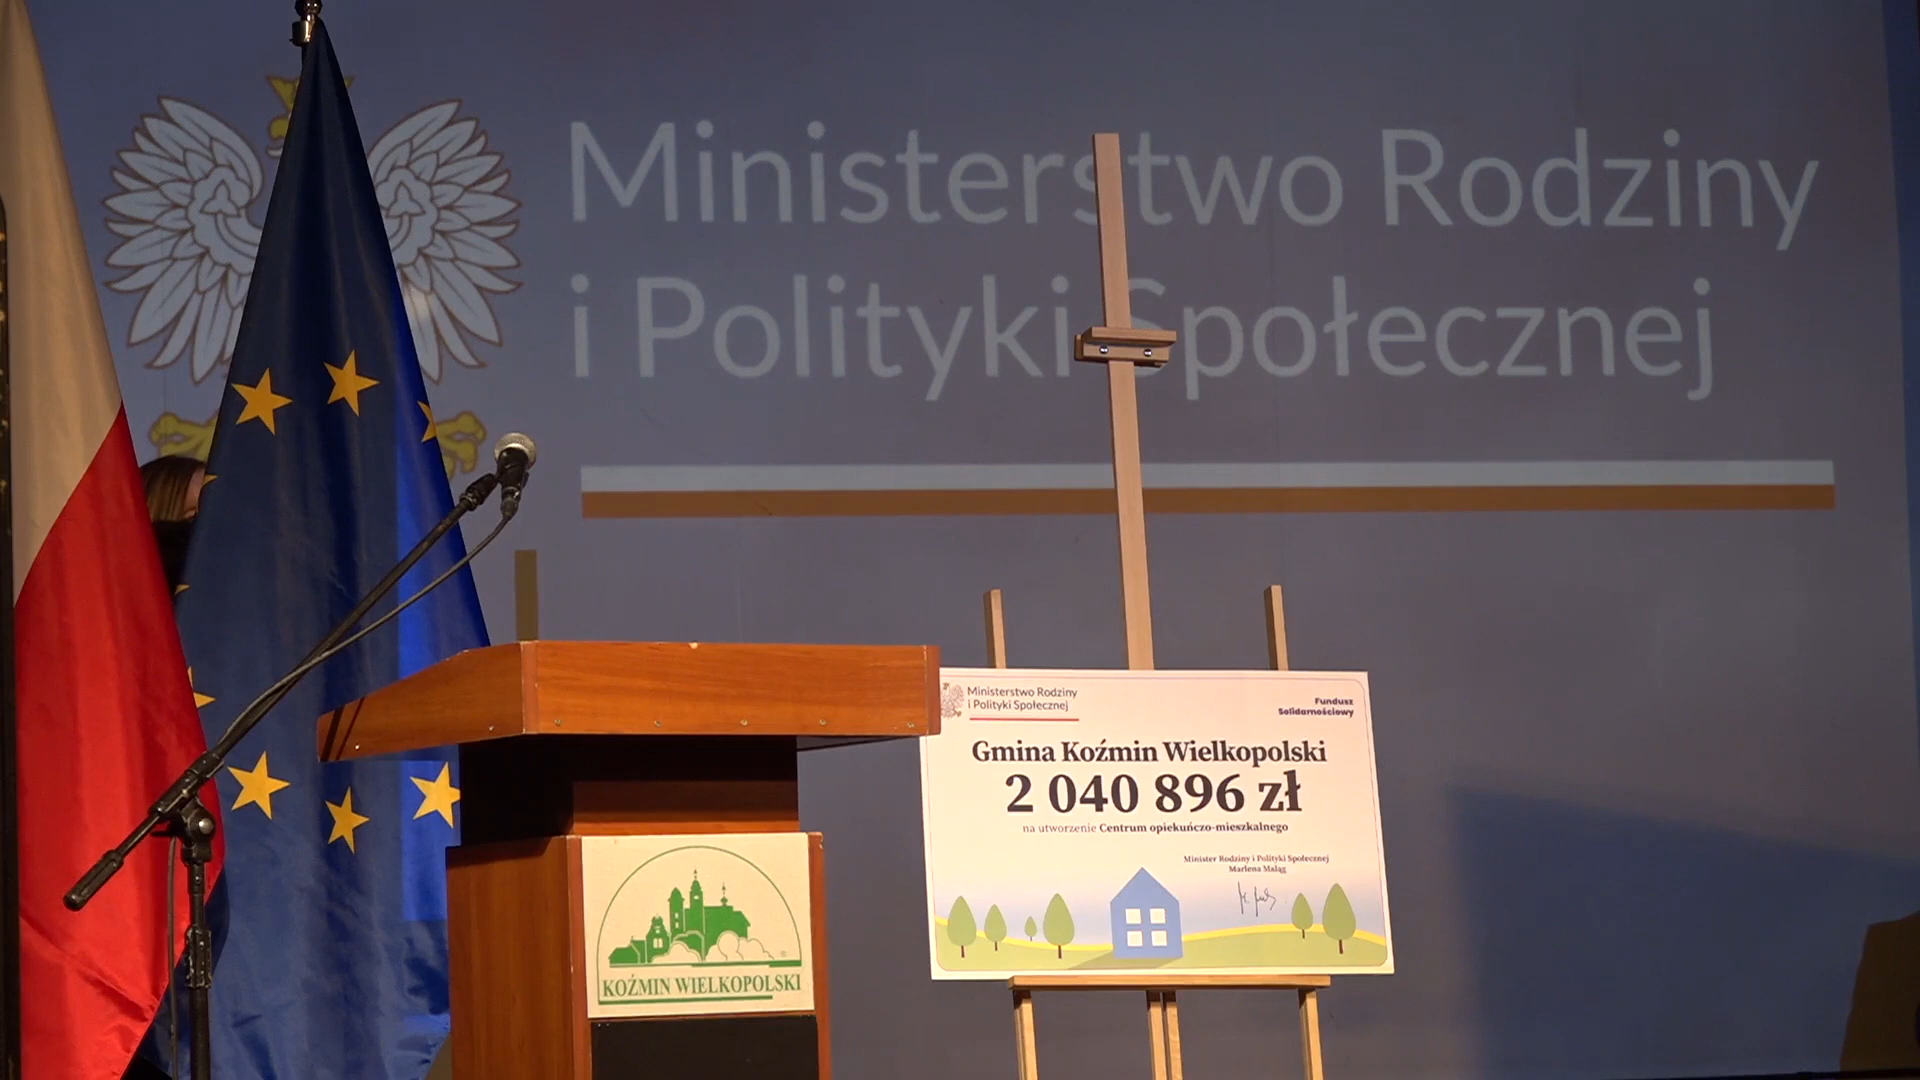 Ministerstwo Rodziny
i Polityki Społecznej
Ministerstwo Rodziny
i Polityki Społecznej
Fundusz
Solidarnościowy
Gmina Koźmin Wielkopolski
2 040 896 zł
na utworzenie Centrum opiekuńczo-mieszkalnego
Minister Rodziny i Polityki Społecznej
Marlena Maląg
KOŹMIN WIELKOPOLSKI